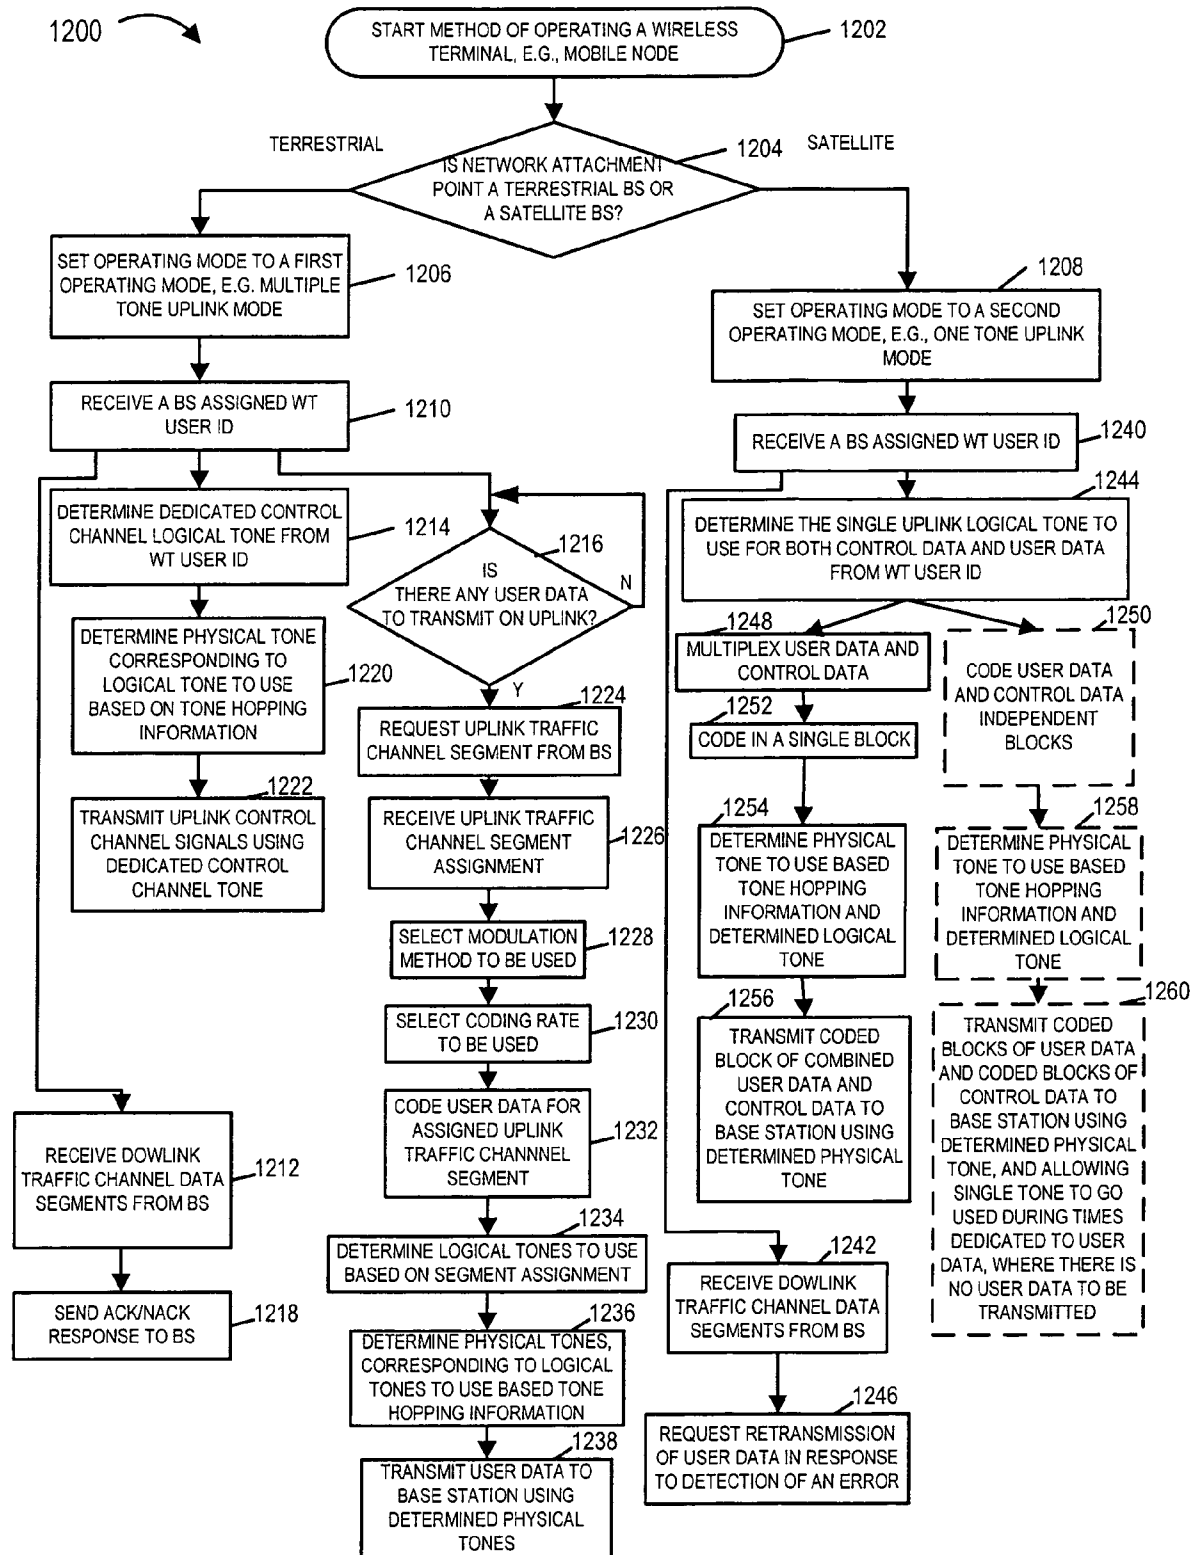 1200
START METHOD OF OPERATING A WIRELESS
TERMINAL, E.G., MOBILE NODE
1202
TERRESTRIAL
SATELLITE
1204
IS NETWORK ATTACHMENT
POINT A TERRESTRIAL BS OR
A SATELLITE BS?
SET OPERATING MODE TO A FIRST
OPERATING MODE, E.G. MULTIPLE
TONE UPLINK MODE
1206
1208
SET OPERATING MODE TO A SECOND
OPERATING MODE, E.G., ONE TONE UPLINK
MODE
RECEIVE A BS ASSIGNED WT
USER ID
1210
RECEIVE A BS ASSIGNED WT USER ID
1240
DETERMINE DEDICATED CONTROL
CHANNEL LOGICAL TONE FROM
WT USER ID
1214
1216
IS
THERE ANY USER DATA
TO TRANSMIT ON UPLINK?
N
Y
1244
DETERMINE THE SINGLE UPLINK LOGICAL TONE TO
USE FOR BOTH CONTROL DATA AND USER DATA
FROM WT USER ID
DETERMINE PHYSICAL TONE
CORRESPONDING TO
LOGICAL TONE TO USE
BASED ON TONE HOPPING
INFORMATION
1220
1222
TRANSMIT UPLINK CONTROL
CHANNEL SIGNALS USING
DEDICATED CONTROL
CHANNEL TONE
1224
REQUEST UPLINK TRAFFIC
CHANNEL SEGMENT FROM BS
RECEIVE UPLINK TRAFFIC
CHANNEL SEGMENT
ASSIGNMENT
1226
SELECT MODULATION
METHOD TO BE USED
1228
SELECT CODING RATE
TO BE USED
1230
CODE USER DATA FOR
ASSIGNED UPLINK
TRAFFIC CHANNNEL
SEGMENT
1232
1234
DETERMINE LOGICAL TONES TO USE
BASED ON SEGMENT ASSIGNMENT
1236
DETERMINE PHYSICAL TONES,
CORRESPONDING TO LOGICAL
TONES TO USE BASED TONE
HOPPING INFORMATION
1238
TRANSMIT USER DATA TO
BASE STATION USING
DETERMINED PHYSICAL
TONES
RECEIVE DOWLINK
TRAFFIC CHANNEL DATA
SEGMENTS FROM BS
1212
SEND ACK/NACK
RESPONSE TO BS
1218
1248
MULTIPLEX USER DATA AND
CONTROL DATA
1252
CODE IN A SINGLE BLOCK
1254
DETERMINE PHYSICAL
TONE TO USE BASED
TONE HOPPING
INFORMATION AND
DETERMINED LOGICAL
TONE
1256
TRANSMIT CODED
BLOCK OF COMBINED
USER DATA AND
CONTROL DATA TO
BASE STATION USING
DETERMINED PHYSICAL
TONE
1250
CODE USER DATA
AND CONTROL DATA
INDEPENDENT
BLOCKS
1258
DETERMINE PHYSICAL
TONE TO USE BASED
TONE HOPPING
INFORMATION AND
DETERMINED LOGICAL
TONE
1260
TRANSMIT CODED
BLOCKS OF USER DATA
AND CODED BLOCKS OF
CONTROL DATA TO
BASE STATION USING
DETERMINED PHYSICAL
TONE, AND ALLOWING
SINGLE TONE TO GO
USED DURING TIMES
DEDICATED TO USER
DATA, WHERE THERE IS
NO USER DATA TO BE
TRANSMITTED
1242
RECEIVE DOWLINK
TRAFFIC CHANNEL DATA
SEGMENTS FROM BS
1246
REQUEST RETRANSMISSION
OF USER DATA IN RESPONSE
TO DETECTION OF AN ERROR